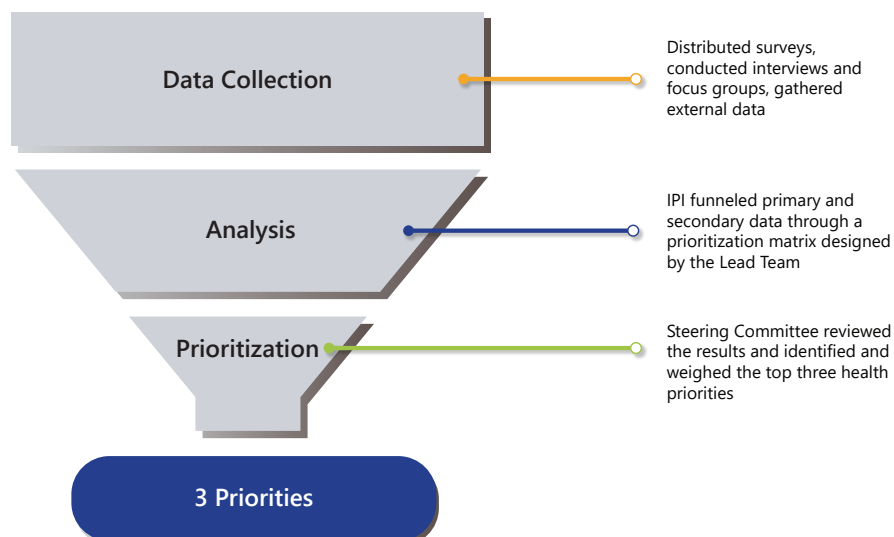 Data Collection
Distributed surveys,
conducted interviews and
focus groups, gathered
external data
Analysis
IPI funneled primary and
secondary data through a
prioritization matrix designed
by the Lead Team
Prioritization
Steering Committee reviewed
the results and identified and
weighed the top three health
priorities
3 Priorities